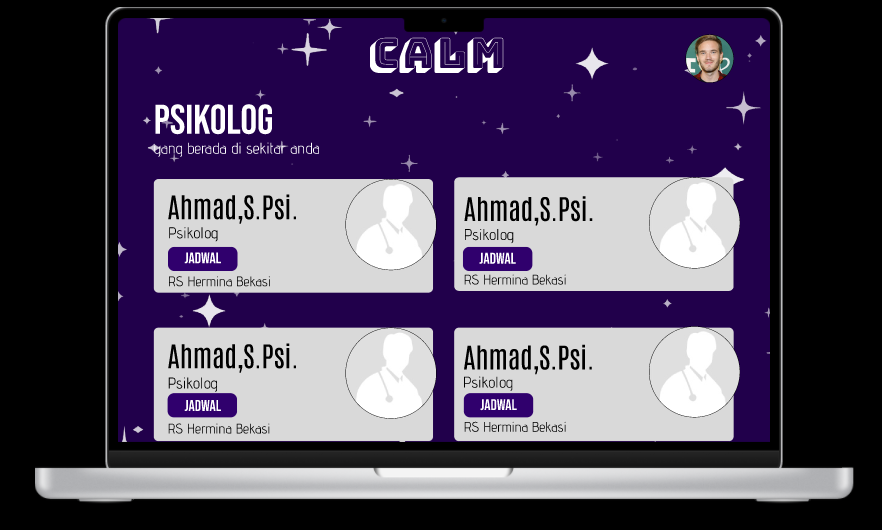 CALM
PSIKOLOG
yang berada di sekitar anda
Ahmad,S.Psi.
Psikolog
JADWAL
RS Hermina Bekasi
Ahmad,S.Psi.
Psikolog
JADWAL
RS Hermina Bekasi
Ahmad,S.Psi.
Psikolog
JADWAL
RS Hermina Bekasi
Ahmad,S.Psi.
Psikolog
JADWAL
RS Hermina Bekasi